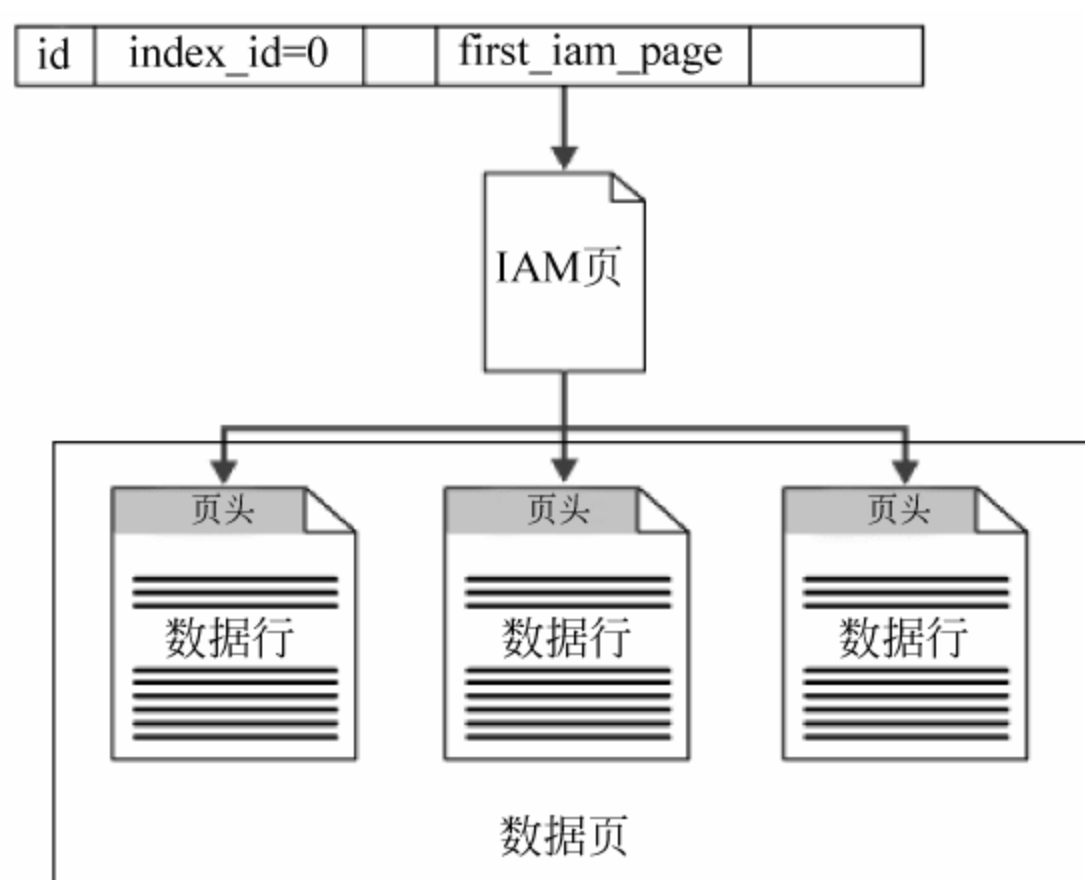 id index_id=0 first_iam_page
IAM页
页头 页头 页头
数据行 数据行 数据行
数据页